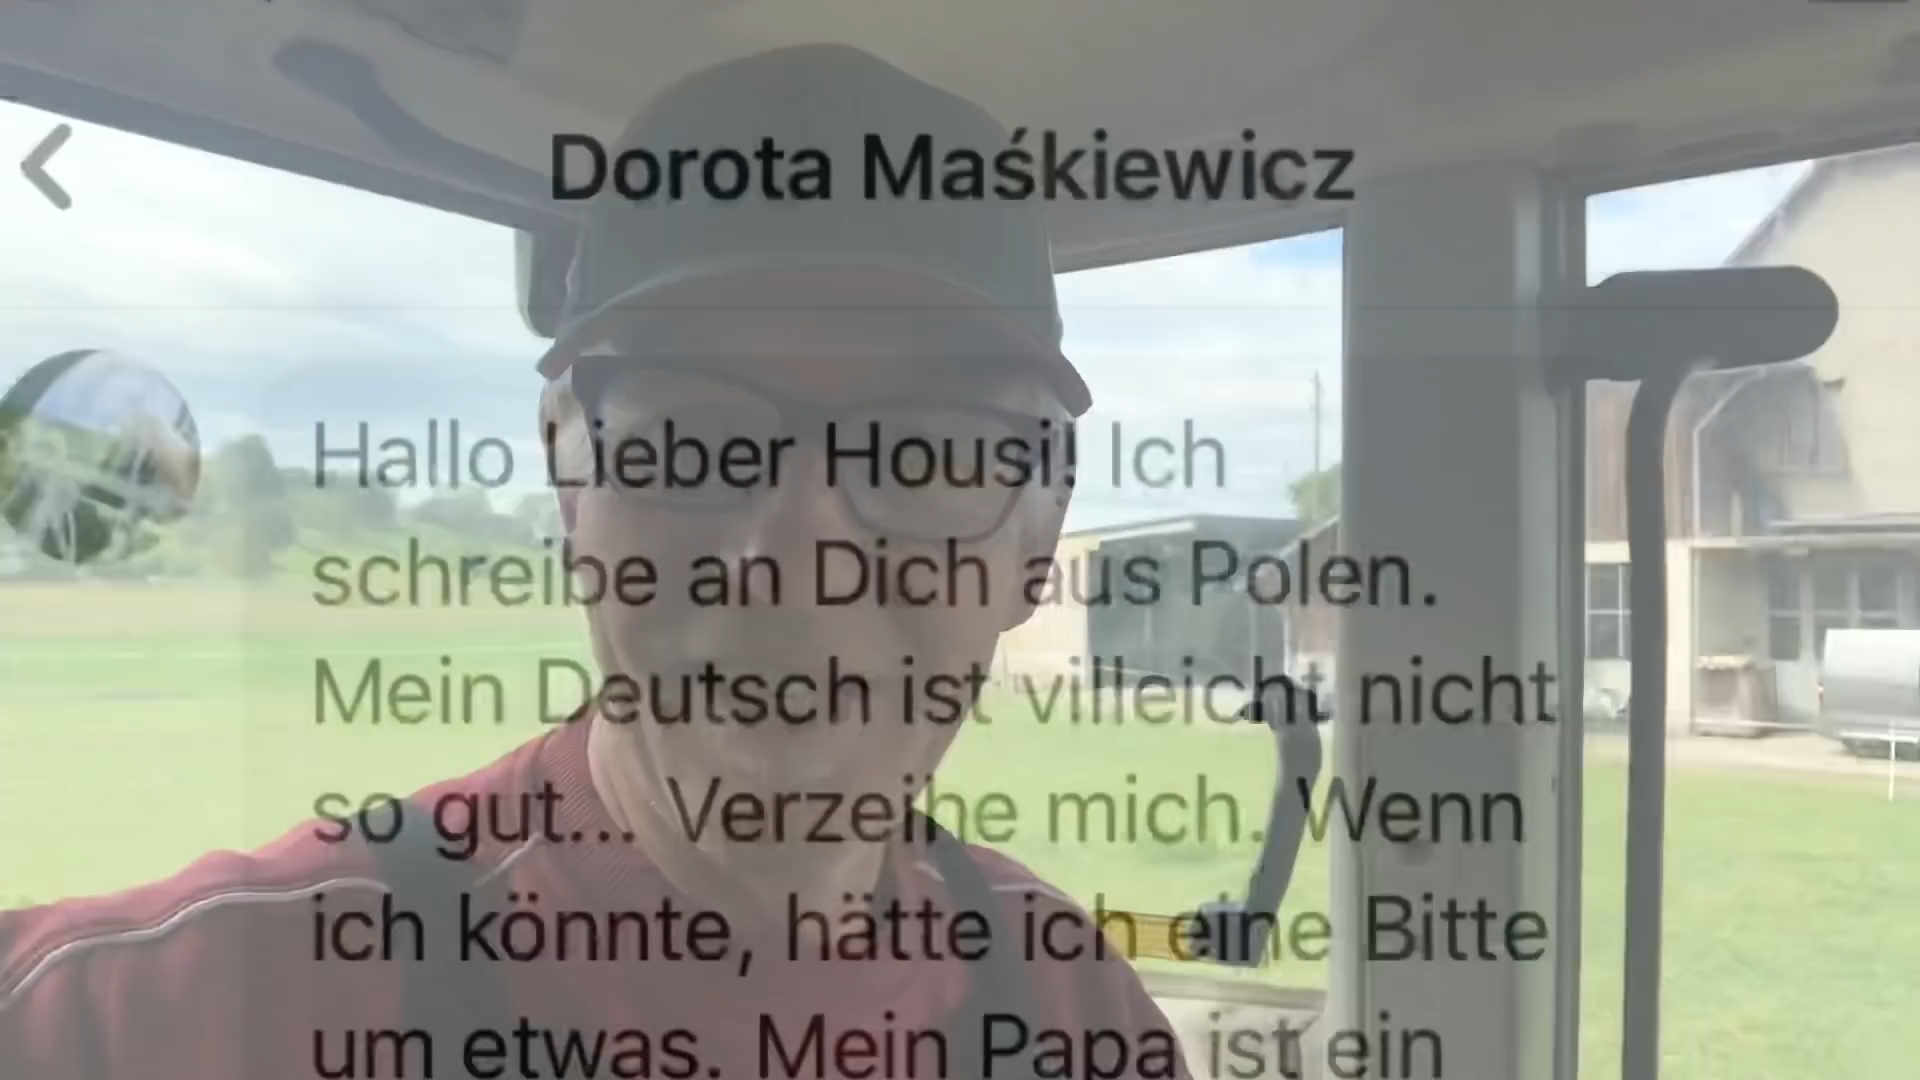 Dorota Maśkiewicz
Hallo Lieber Housi! Ich
schreibe an Dich aus Polen.
Mein Deutsch ist villeicht nicht
so gut... Verzeihe mich. Wenn
ich könnte, hätte ich eine Bitte
um etwas. Mein Papa ist ein